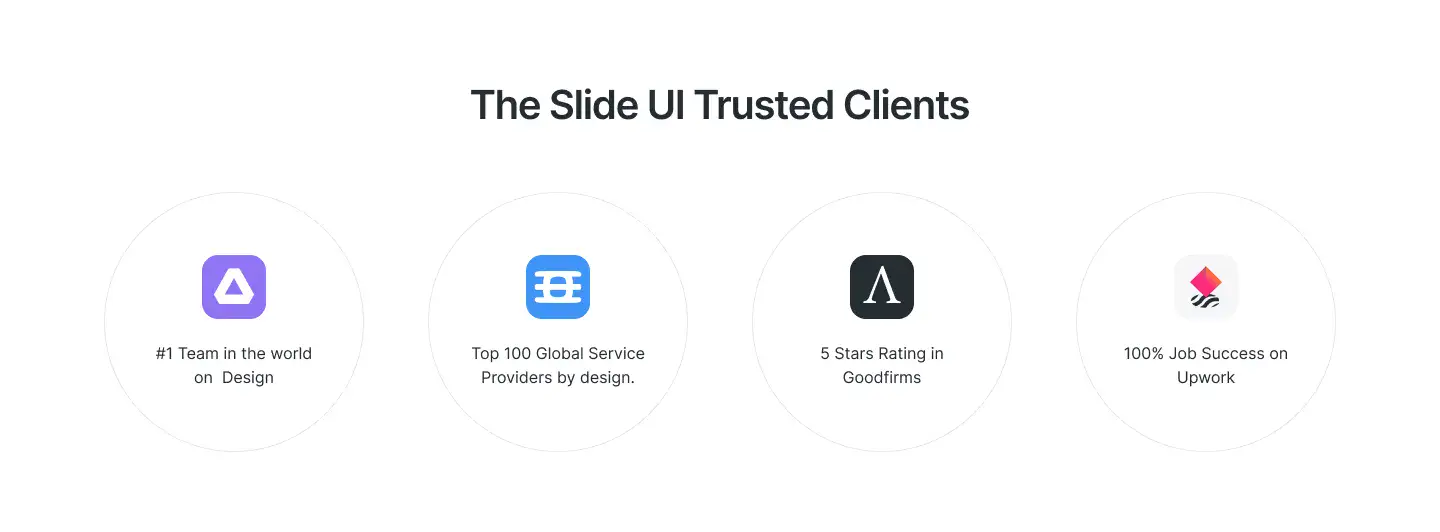 The Slide UI Trusted Clients
#1 Team in the world
on  Design
Top 100 Global Service
Providers by design.
5 Stars Rating in
Goodfirms
100% Job Success on
Upwork